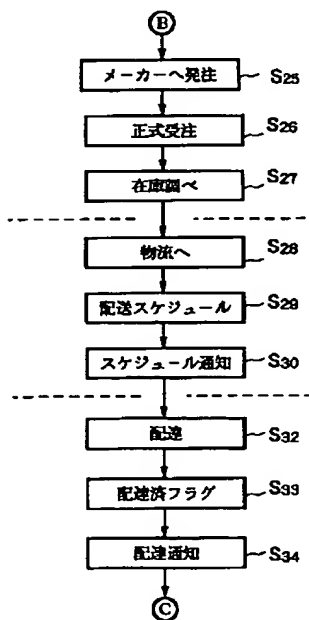 B
メーカーへ発注 S25
正式受注 S26
在庫調べ S27
物流へ S28
配送スケジュール S29
スケジュール通知 S30
配達 S32
配達済フラグ S33
配達通知 S34
C